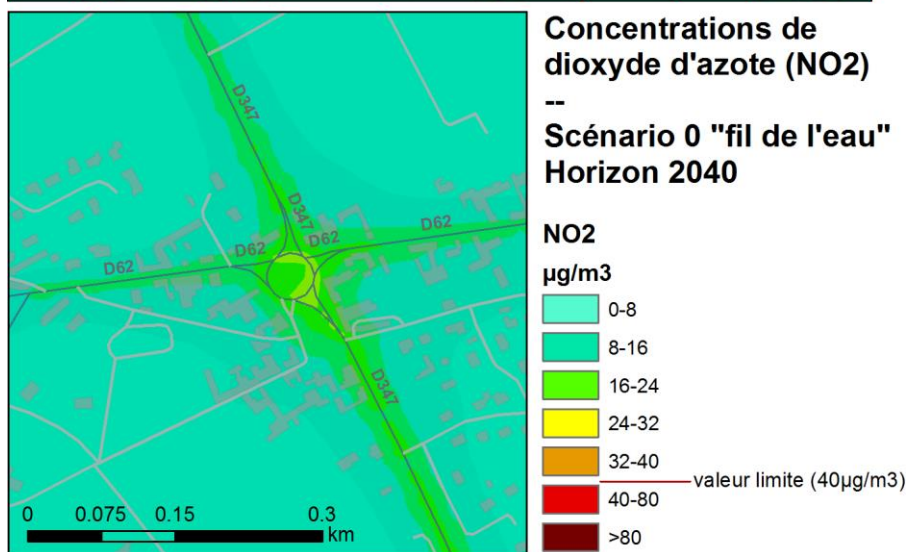 Concentrations de
dioxyde d'azote (NO2)
--
Scénario 0 "fil de l'eau"
Horizon 2040
NO2
µg/m3
0-8
8-16
16-24
24-32
32-40
valeur limite (40µg/m3)
40-80
>80
D347
D347
D62
D62
D62
D347
0 0.075 0.15 0.3
km